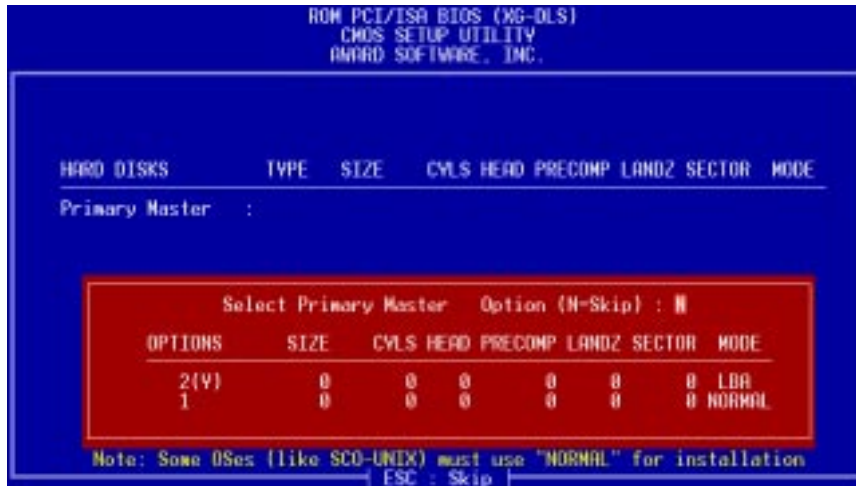 ROM PCI/ISA BIOS (XG-DLS)
CMOS SETUP UTILITY
AWARD SOFTWARE, INC.
HARD DISKS TYPE SIZE CYLS HEAD PRECOMP LANDZ SECTOR MODE
Primary Master :
Select Primary Master Option (N=Skip) : N
OPTIONS SIZE CYLS HEAD PRECOMP LANDZ SECTOR MODE
2(Y) 0 0 0 0 0 0 LBA
1 0 0 0 0 0 0 NORMAL
Note: Some OSes (like SCO-UNIX) must use "NORMAL" for installation
ESC : Skip